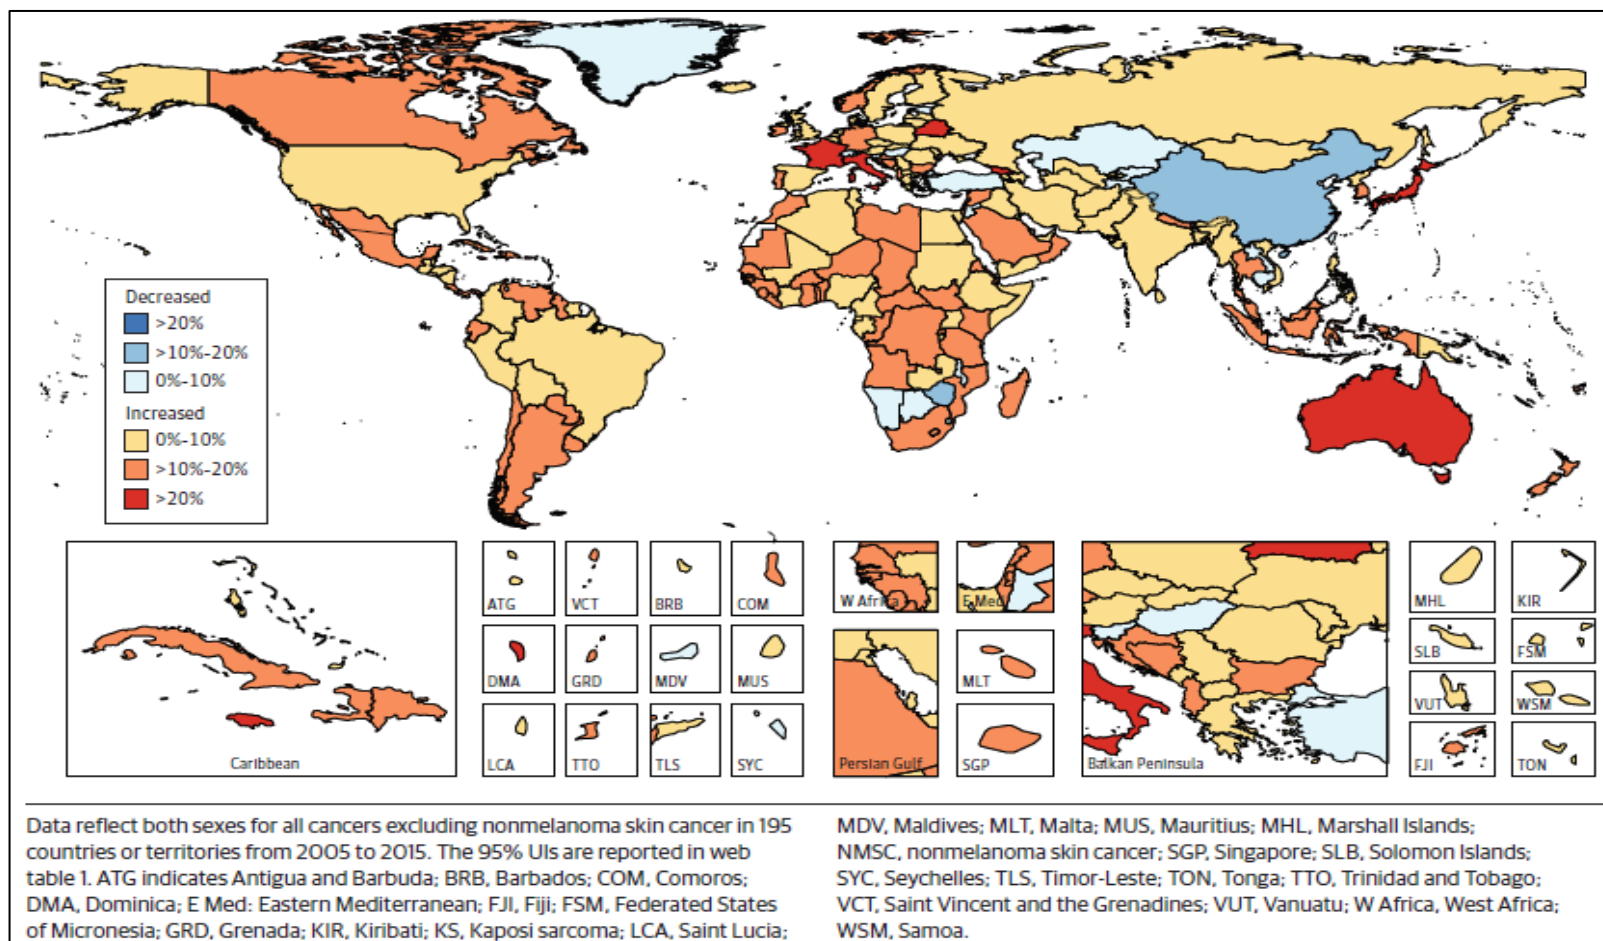 Decreased
>20%
>10%-20%
0%-10%
Increased
0%-10%
>10%-20%
>20%
Caribbean
ATG
VCT
BRB
COM
DMA
GRD
MDV
MUS
LCA
TTO
TLS
SYC
W Africa
E Med
Persian Gulf
MLT
SGP
Balkan Peninsula
MHL
KIR
SLB
FSM
VUT
WSM
FJI
TON
Data reflect both sexes for all cancers excluding nonmelanoma skin cancer in 195
countries or territories from 2005 to 2015. The 95% UIs are reported in web
table 1. ATG indicates Antigua and Barbuda; BRB, Barbados; COM, Comoros;
DMA, Dominica; E Med: Eastern Mediterranean; FJI, Fiji; FSM, Federated States
of Micronesia; GRD, Grenada; KIR, Kiribati; KS, Kaposi sarcoma; LCA, Saint Lucia;
MDV, Maldives; MLT, Malta; MUS, Mauritius; MHL, Marshall Islands;
NMSC, nonmelanoma skin cancer; SGP, Singapore; SLB, Solomon Islands;
SYC, Seychelles; TLS, Timor-Leste; TON, Tonga; TTO, Trinidad and Tobago;
VCT, Saint Vincent and the Grenadines; VUT, Vanuatu; W Africa, West Africa;
WSM, Samoa.